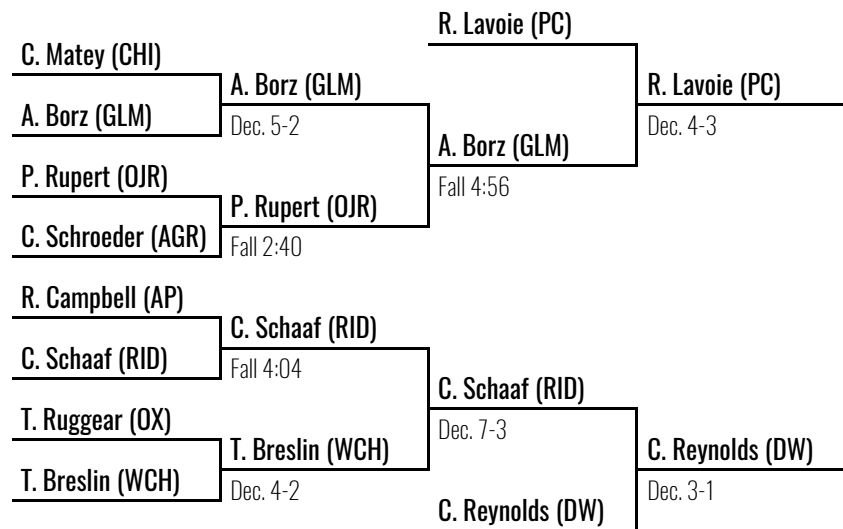 R. Lavoie (PC)
C. Matey (CHI)
A. Borz (GLM)
R. Lavoie (PC)
A. Borz (GLM)
Dec. 5-2
Dec. 4-3
A. Borz (GLM)
P. Rupert (OJR)
Fall 4:56
P. Rupert (OJR)
C. Schroeder (AGR)
Fall 2:40
R. Campbell (AP)
C. Schaaf (RID)
C. Schaaf (RID)
Fall 4:04
C. Schaaf (RID)
T. Ruggear (OX)
Dec. 7-3
T. Breslin (WCH)
C. Reynolds (DW)
T. Breslin (WCH)
Dec. 4-2
Dec. 3-1
C. Reynolds (DW)